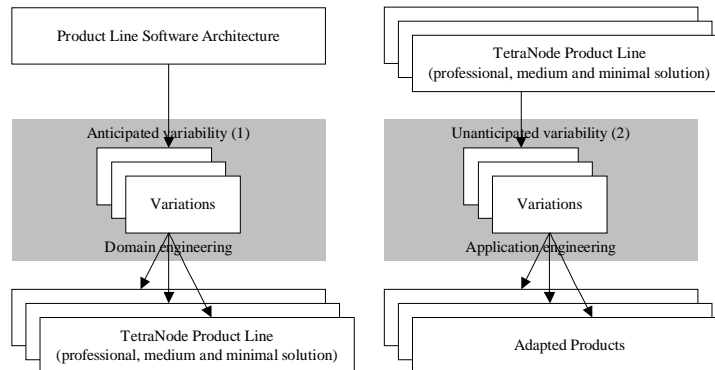 Product Line Software Architecture
Anticipated variability (1)
Variations
Domain engineering
TetraNode Product Line
(professional, medium and minimal solution)
TetraNode Product Line
(professional, medium and minimal solution)
Unanticipated variability (2)
Variations
Application engineering
Adapted Products